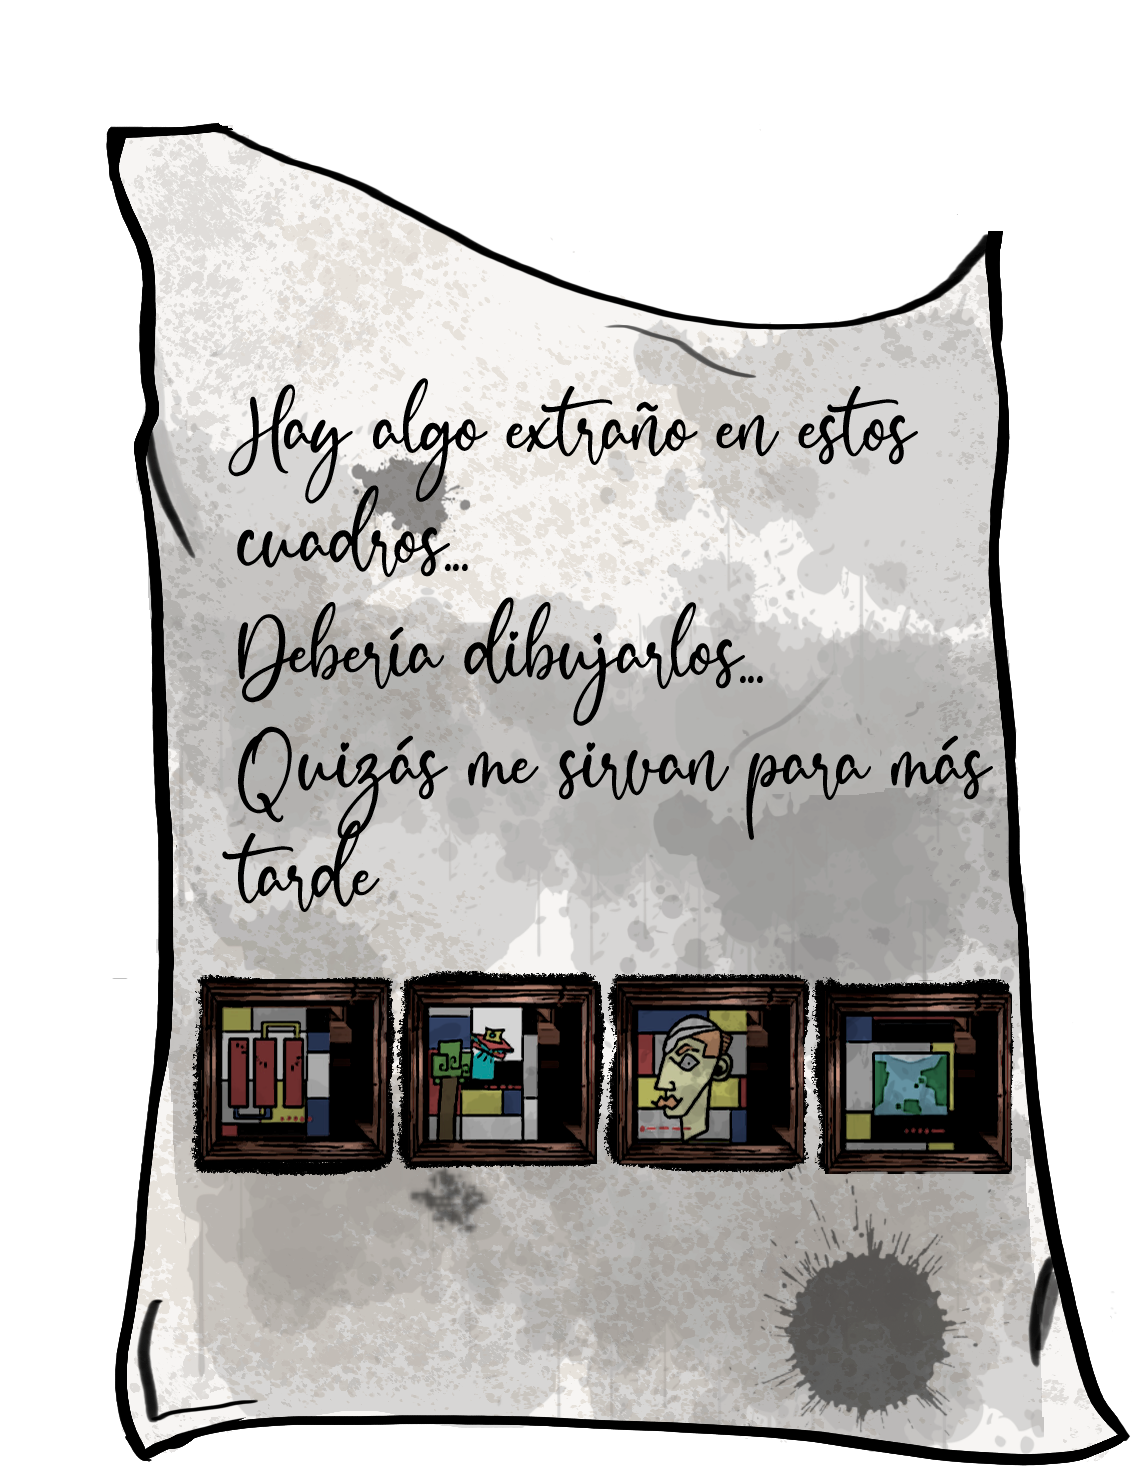 Hay algo extraño en estos
cuadros...
Debería dibujarlos...
Quizás me sirvan para más
tarde